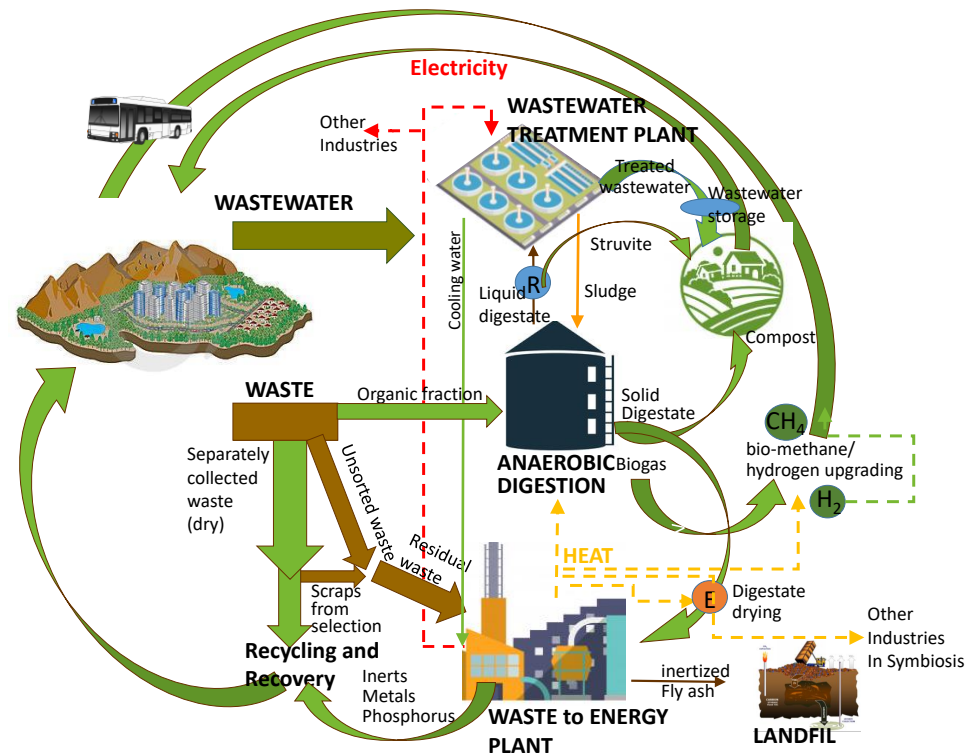 Electricity
Other
Industries
WASTEWATER
TREATMENT PLANT
Treated
wastewater
Wastewater
storage
WASTEWATER
Cooling water
Struvite
R
Liquid
digestate
Sludge
Compost
WASTE
Organic fraction
Solid
Digestate
CH4
bio-methane/
hydrogen upgrading
H2
Separately
collected
waste
(dry)
Unsorted waste
Residual
waste
ANAEROBIC
DIGESTION
Biogas
HEAT
E
Digestate
drying
Scraps
from
selection
Recycling and
Recovery
Inerts
Metals
Phosphorus
WASTE to ENERGY
PLANT
inertized
Fly ash
Other
Industries
In Symbiosis
LANDFIL